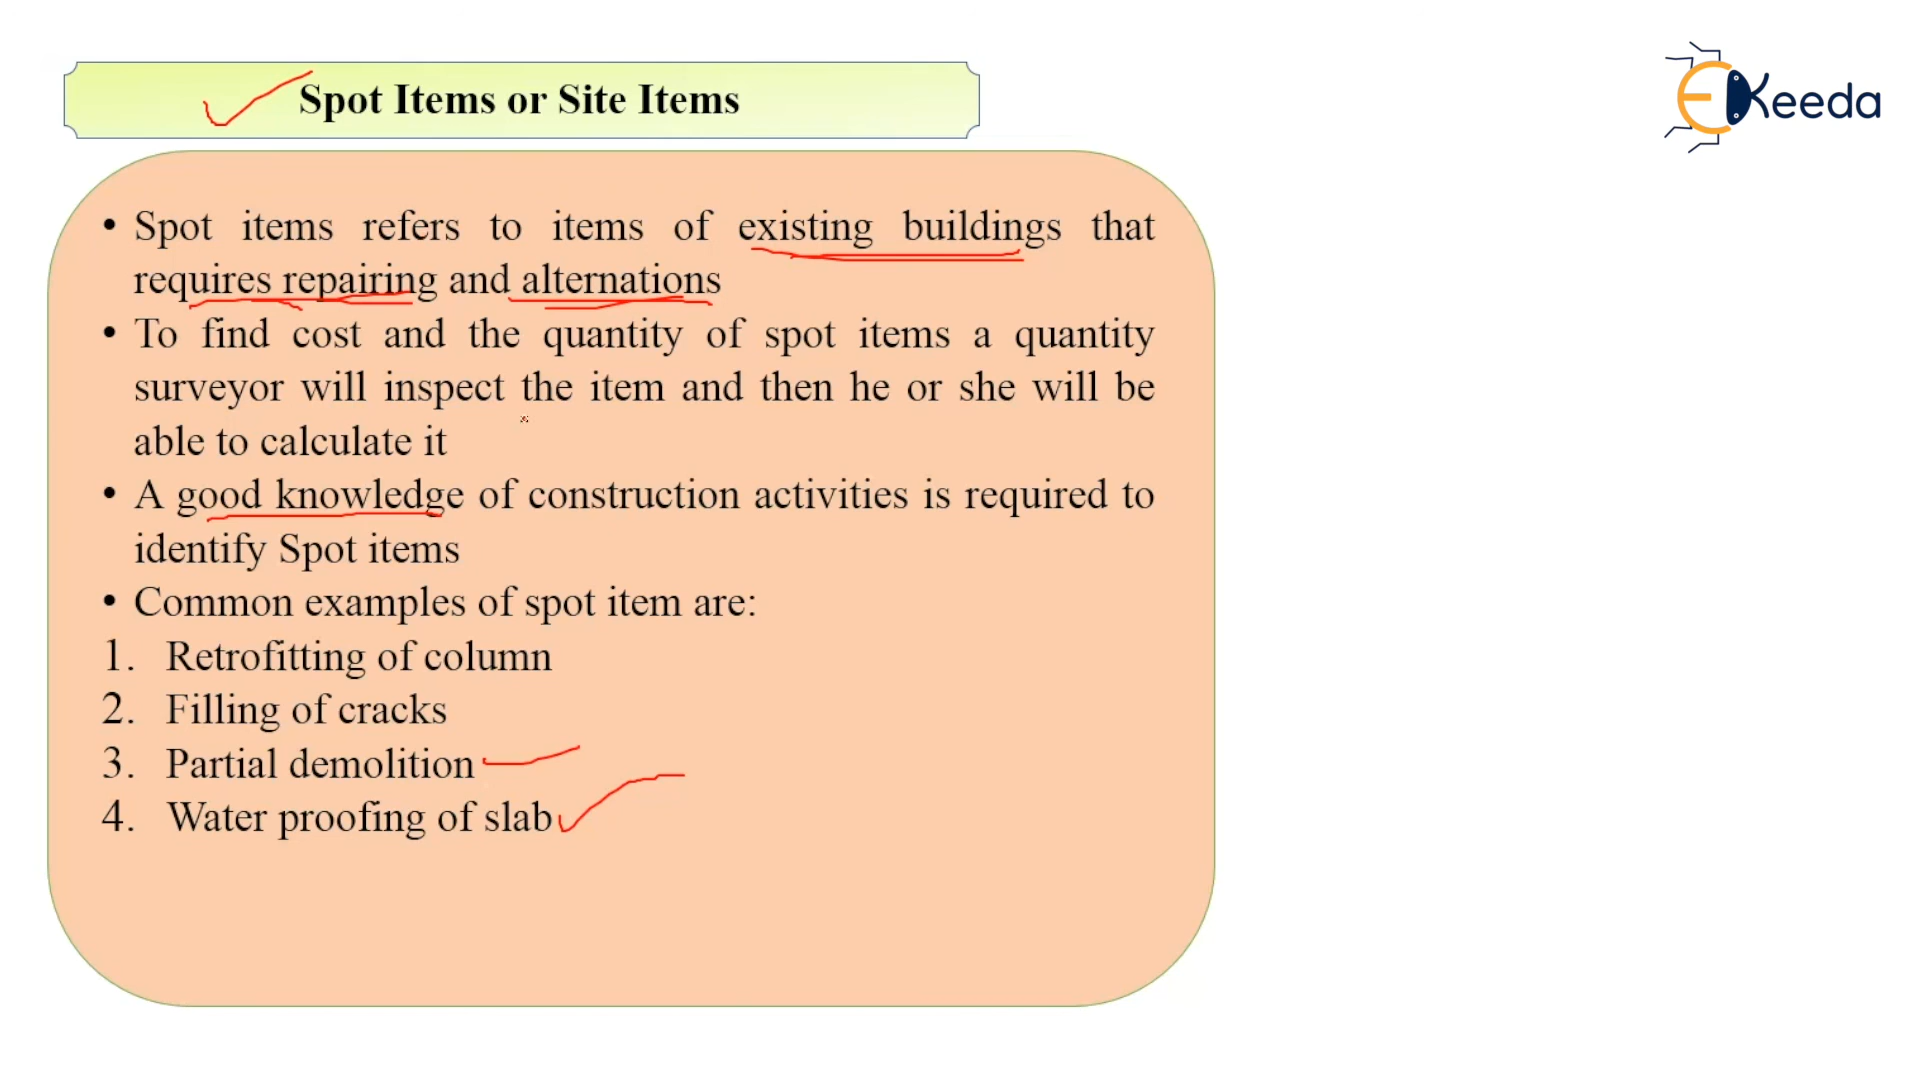 Spot Items or Site Items
EKeeda
• Spot items refers to items of existing buildings that
requires repairing and alternations
• To find cost and the quantity of spot items a quantity
surveyor will inspect the item and then he or she will be
able to calculate it
• A good knowledge of construction activities is required to
identify Spot items
• Common examples of spot item are:
1. Retrofitting of column
2. Filling of cracks
3. Partial demolition
4. Water proofing of slab